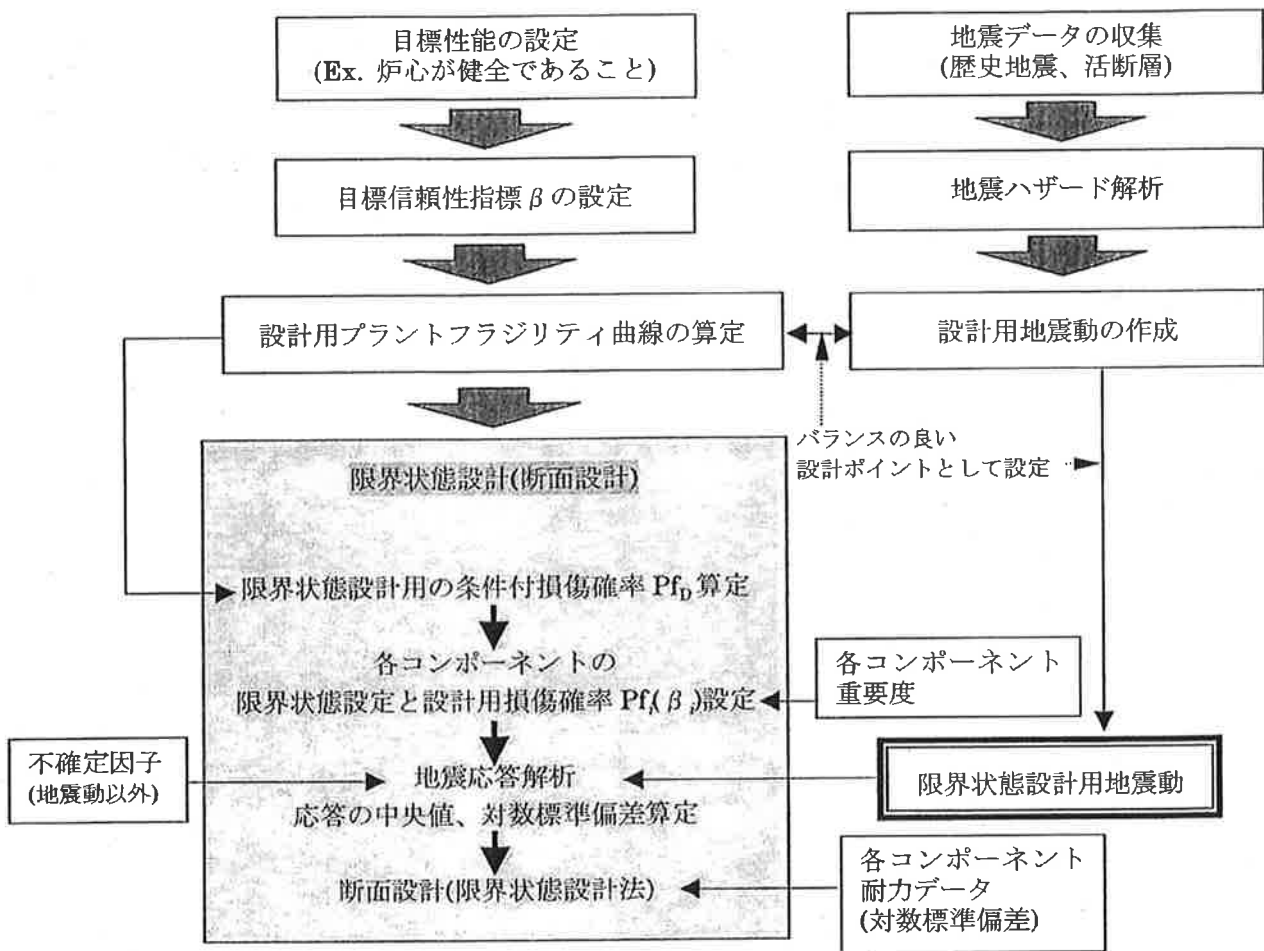 目標性能の設定
(Ex. 炉心が健全であること)
地震データの収集
(歴史地震、活断層)
目標信頼性指標 β の設定
地震ハザード解析
設計用プラントフラジリティ曲線の算定
設計用地震動の作成
バランスの良い
設計ポイントとして設定
限界状態設計(断面設計)
限界状態設計用の条件付損傷確率 PfD 算定
各コンポーネントの
限界状態設定と設計用損傷確率 Pfi(βi)設定
各コンポーネント
重要度
不確定因子
(地震動以外)
地震応答解析
応答の中央値、対数標準偏差算定
限界状態設計用地震動
断面設計(限界状態設計法)
各コンポーネント
耐力データ
(対数標準偏差)